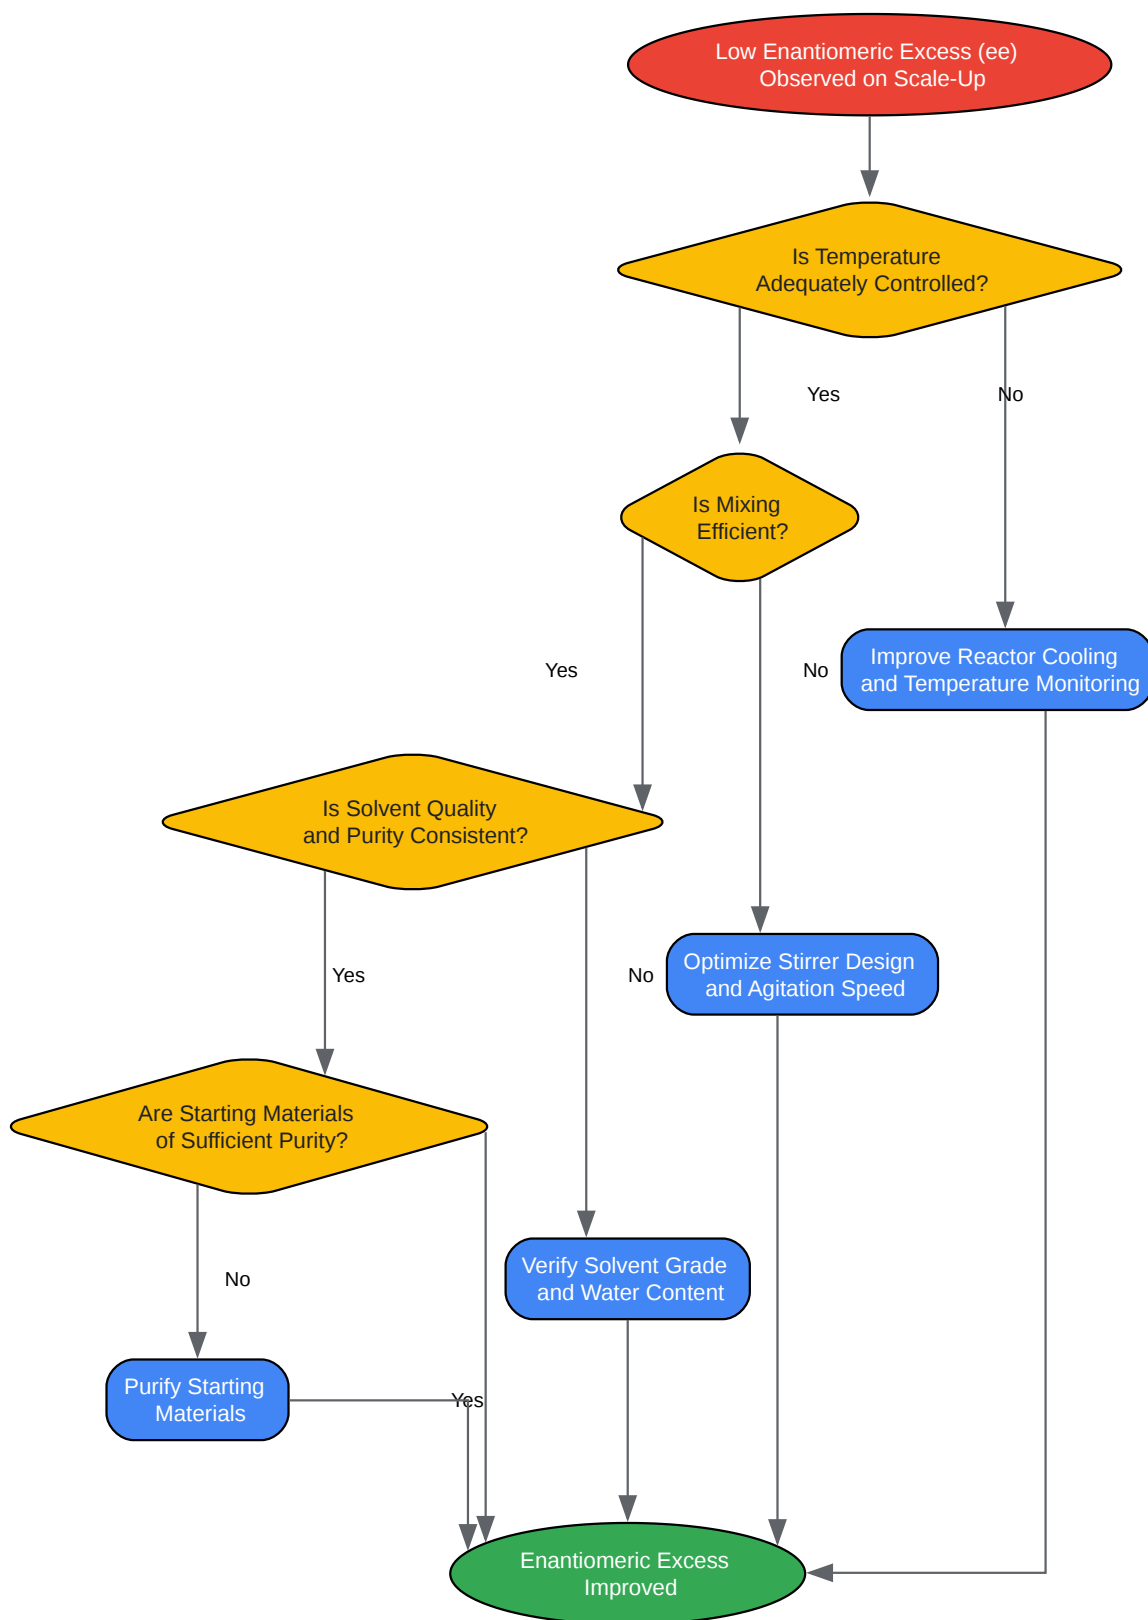 Low Enantiomeric Excess (ee)
Observed on Scale-Up
Is Temperature
Adequately Controlled?
Yes
No
Is Mixing
Efficient?
Yes
No
Improve Reactor Cooling
and Temperature Monitoring
Is Solvent Quality
and Purity Consistent?
Yes
No
Optimize Stirrer Design
and Agitation Speed
Are Starting Materials
of Sufficient Purity?
No
Verify Solvent Grade
and Water Content
Purify Starting
Materials
Yes
Enantiomeric Excess
Improved